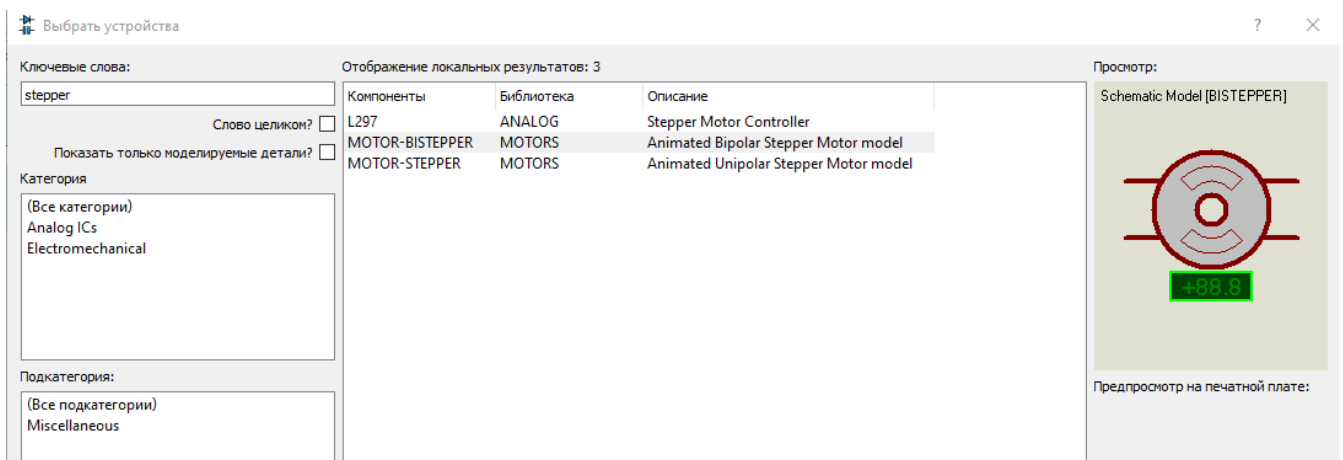 Выбрать устройства
?
Ключевые слова:
stepper
Слово целиком?
Показать только моделируемые детали?
Категория
(Все категории)
Analog ICs
Electromechanical
Подкатегория:
(Все подкатегории)
Miscellaneous
Отображение локальных результатов: 3
Компоненты Библиотека Описание
L297 ANALOG Stepper Motor Controller
MOTOR-BISTEPPER MOTORS Animated Bipolar Stepper Motor model
MOTOR-STEPPER MOTORS Animated Unipolar Stepper Motor model
Просмотр:
Schematic Model [BISTEPPER]
+88.8
Предпросмотр на печатной плате: